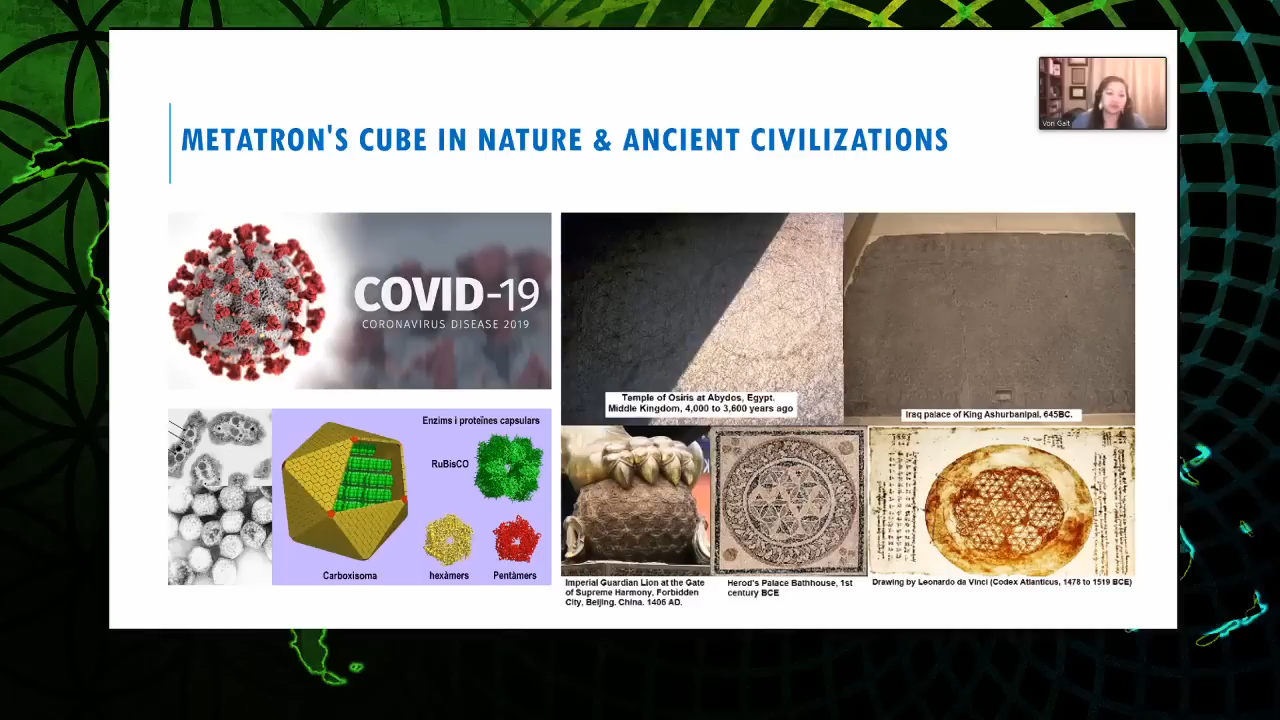 Von Galt
METATRON'S CUBE IN NATURE & ANCIENT CIVILIZATIONS
COVID-19
CORONAVIRUS DISEASE 2019
Temple of Osiris at Abydos, Egypt.
Middle Kingdom, 4,000 to 3,600 years ago
Iraq palace of King Ashurbanipal, 645BC.
Enzims i proteïnes capsulars
RuBisCO
Carboxisoma
hexàmers
Pentàmers
Imperial Guardian Lion at the Gate
of Supreme Harmony, Forbidden
City, Beijing, China. 1406 AD.
Herod's Palace Bathhouse, 1st
century BCE
Drawing by Leonardo da Vinci (Codex Atlanticus, 1478 to 1519 BCE)